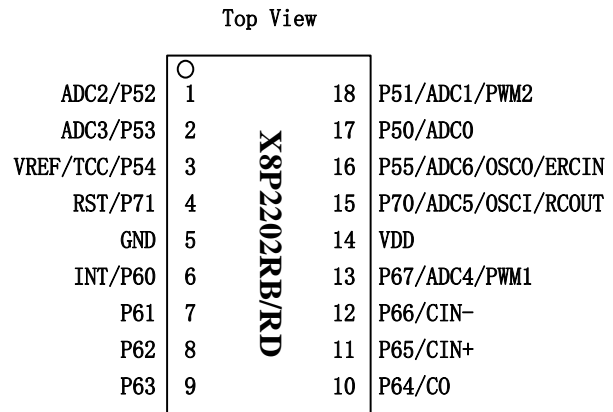 Top View
ADC2/P52 1 18 P51/ADC1/PWM2
ADC3/P53 2 17 P50/ADC0
VREF/TCC/P54 3 16 P55/ADC6/OSCO/ERCIN
RST/P71 4 15 P70/ADC5/OSCI/RCOUT
GND 5 14 VDD
INT/P60 6 13 P67/ADC4/PWM1
P61 7 12 P66/CIN-
P62 8 11 P65/CIN+
P63 9 10 P64/CO
X8P2202RB/RD